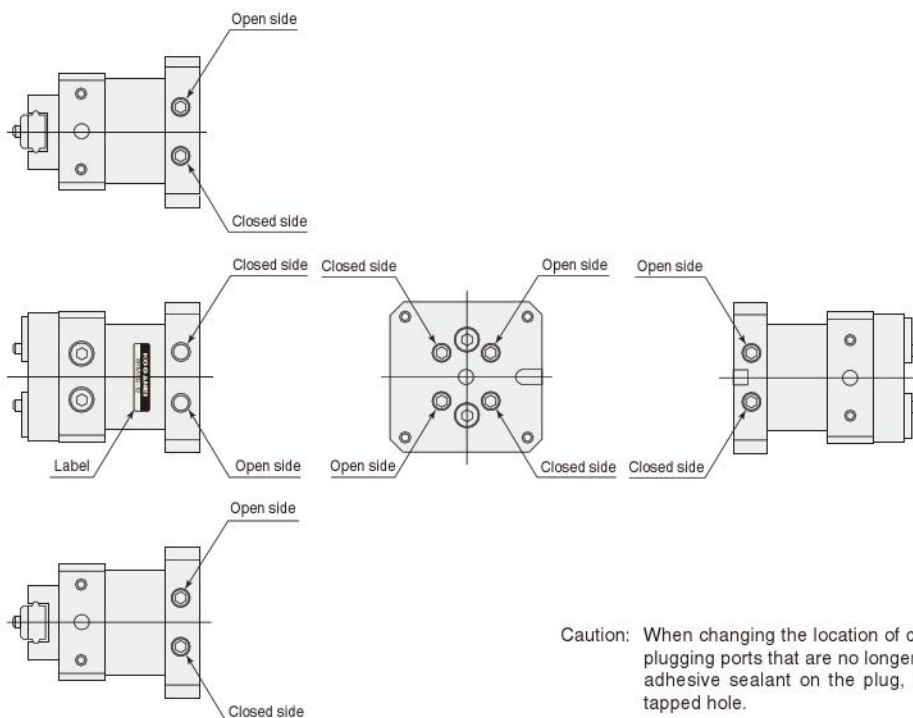 Open side
Closed side
Closed side
Closed side
Open side
Open side
Label
Open side
Open side
Closed side
Closed side
Open side
Closed side
Caution: When changing the location of
plugging ports that are no longer
adhesive sealant on the plug,
tapped hole.
KOGANEI